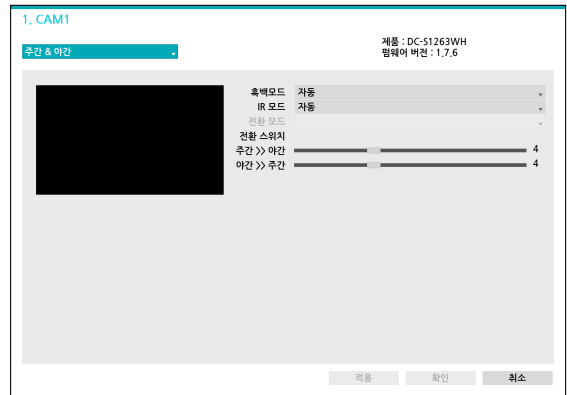 1. CAM1
주간 & 야간
제품 : DC-S1263WH
펌웨어 버전 : 1.7.6
흑백모드 자동
IR 모드 자동
전환 모드
전환 스위치
주간 >> 야간 4
야간 >> 주간 4
적용 확인 취소